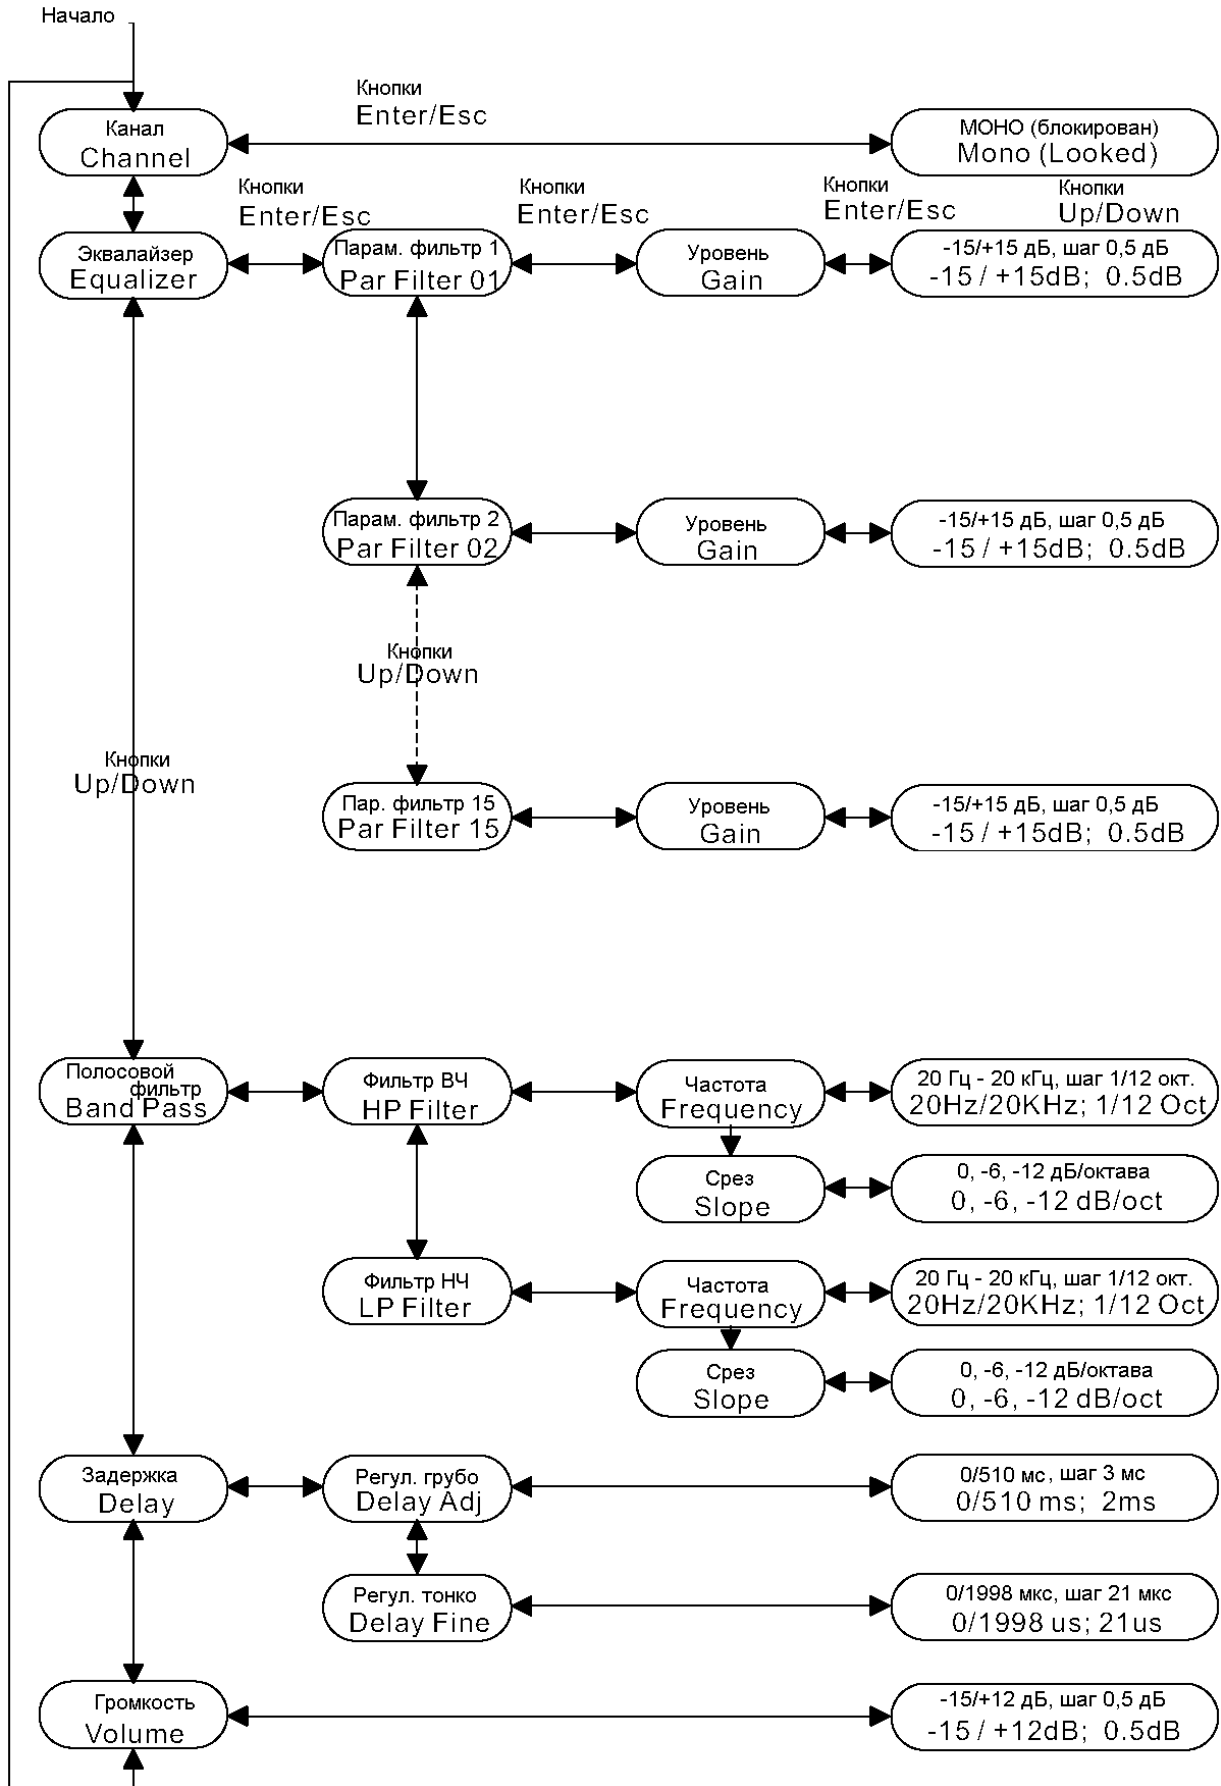 Начало
Кнопки
Enter/Esc
Канал
Channel
МОНО (блокирован)
Mono (Looked)
Кнопки
Enter/Esc
Кнопки
Enter/Esc
Кнопки
Enter/Esc
Кнопки
Up/Down
Эквалайзер
Equalizer
Парам. фильтр 1
Par Filter 01
Уровень
Gain
-15/+15 дБ, шаг 0,5 дБ
-15 / +15dB; 0.5dB
Парам. фильтр 2
Par Filter 02
Уровень
Gain
-15/+15 дБ, шаг 0,5 дБ
-15 / +15dB; 0.5dB
Кнопки
Up/Down
Кнопки
Up/Down
Пар. фильтр 15
Par Filter 15
Уровень
Gain
-15/+15 дБ, шаг 0,5 дБ
-15 / +15dB; 0.5dB
Полосовой
фильтр
Band Pass
Фильтр ВЧ
HP Filter
Частота
Frequency
20 Гц - 20 кГц, шаг 1/12 окт.
20Hz/20KHz; 1/12 Oct
Срез
Slope
0, -6, -12 дБ/октава
0, -6, -12 dB/oct
Фильтр НЧ
LP Filter
Частота
Frequency
20 Гц - 20 кГц, шаг 1/12 окт.
20Hz/20KHz; 1/12 Oct
Срез
Slope
0, -6, -12 дБ/октава
0, -6, -12 dB/oct
Задержка
Delay
Регул. грубо
Delay Adj
0/510 мс, шаг 3 мс
0/510 ms; 2ms
Регул. тонко
Delay Fine
0/1998 мкс, шаг 21 мкс
0/1998 us; 21us
Громкость
Volume
-15/+12 дБ, шаг 0,5 дБ
-15 / +12dB; 0.5dB